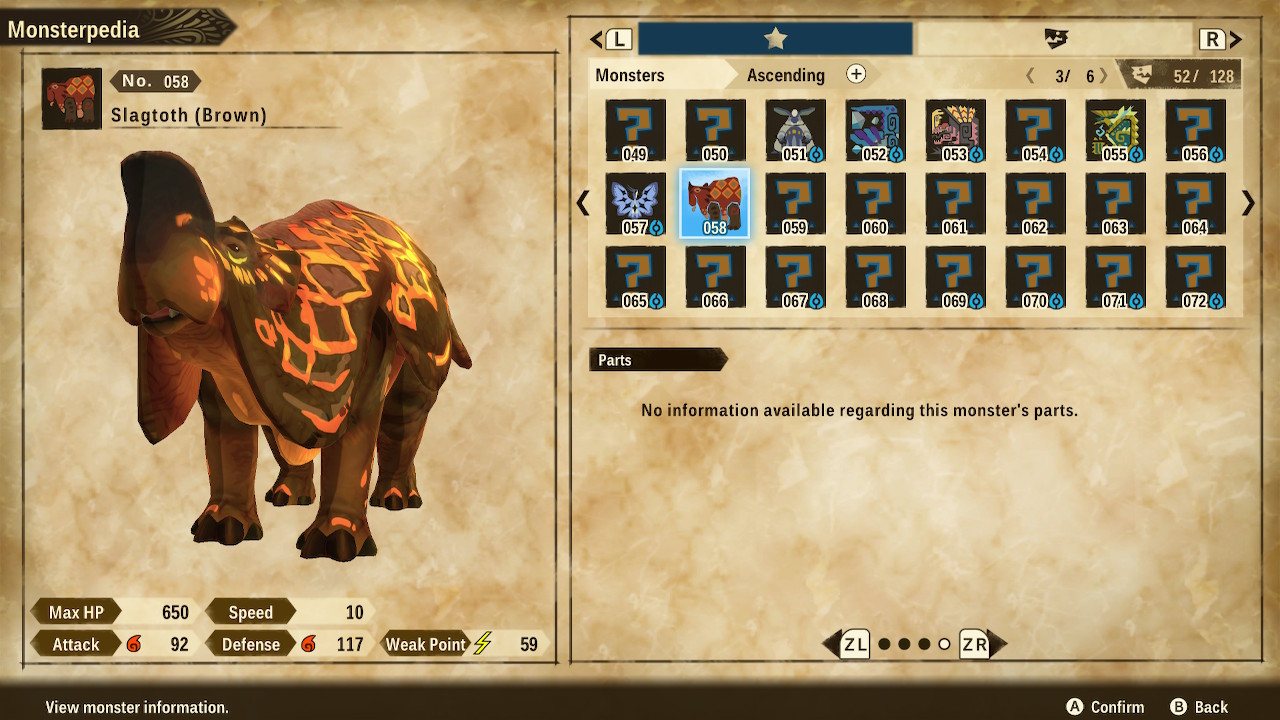 Monsterpedia
No. 058
Slagtoth (Brown)
Max HP 650 Speed 10
Attack 92 Defense 117 Weak Point 59
L R
Monsters Ascending 3/ 6 52/ 128
049 050 051 052 053 054 055 056
057 058 059 060 061 062 063 064
065 066 067 068 069 070 071 072
Parts
No information available regarding this monster's parts.
ZL ZR
View monster information.
A Confirm B Back